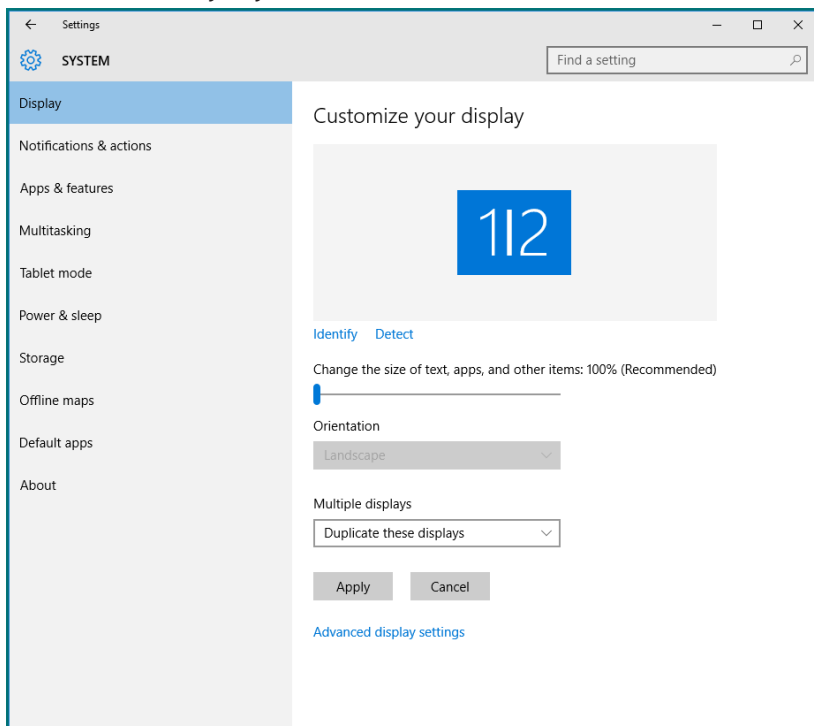 Settings
SYSTEM
Find a setting
Display
Notifications & actions
Apps & features
Multitasking
Tablet mode
Power & sleep
Storage
Offline maps
Default apps
About
Customize your display
1|2
Identify Detect
Change the size of text, apps, and other items: 100% (Recommended)
Orientation
Landscape
Multiple displays
Duplicate these displays
Apply Cancel
Advanced display settings